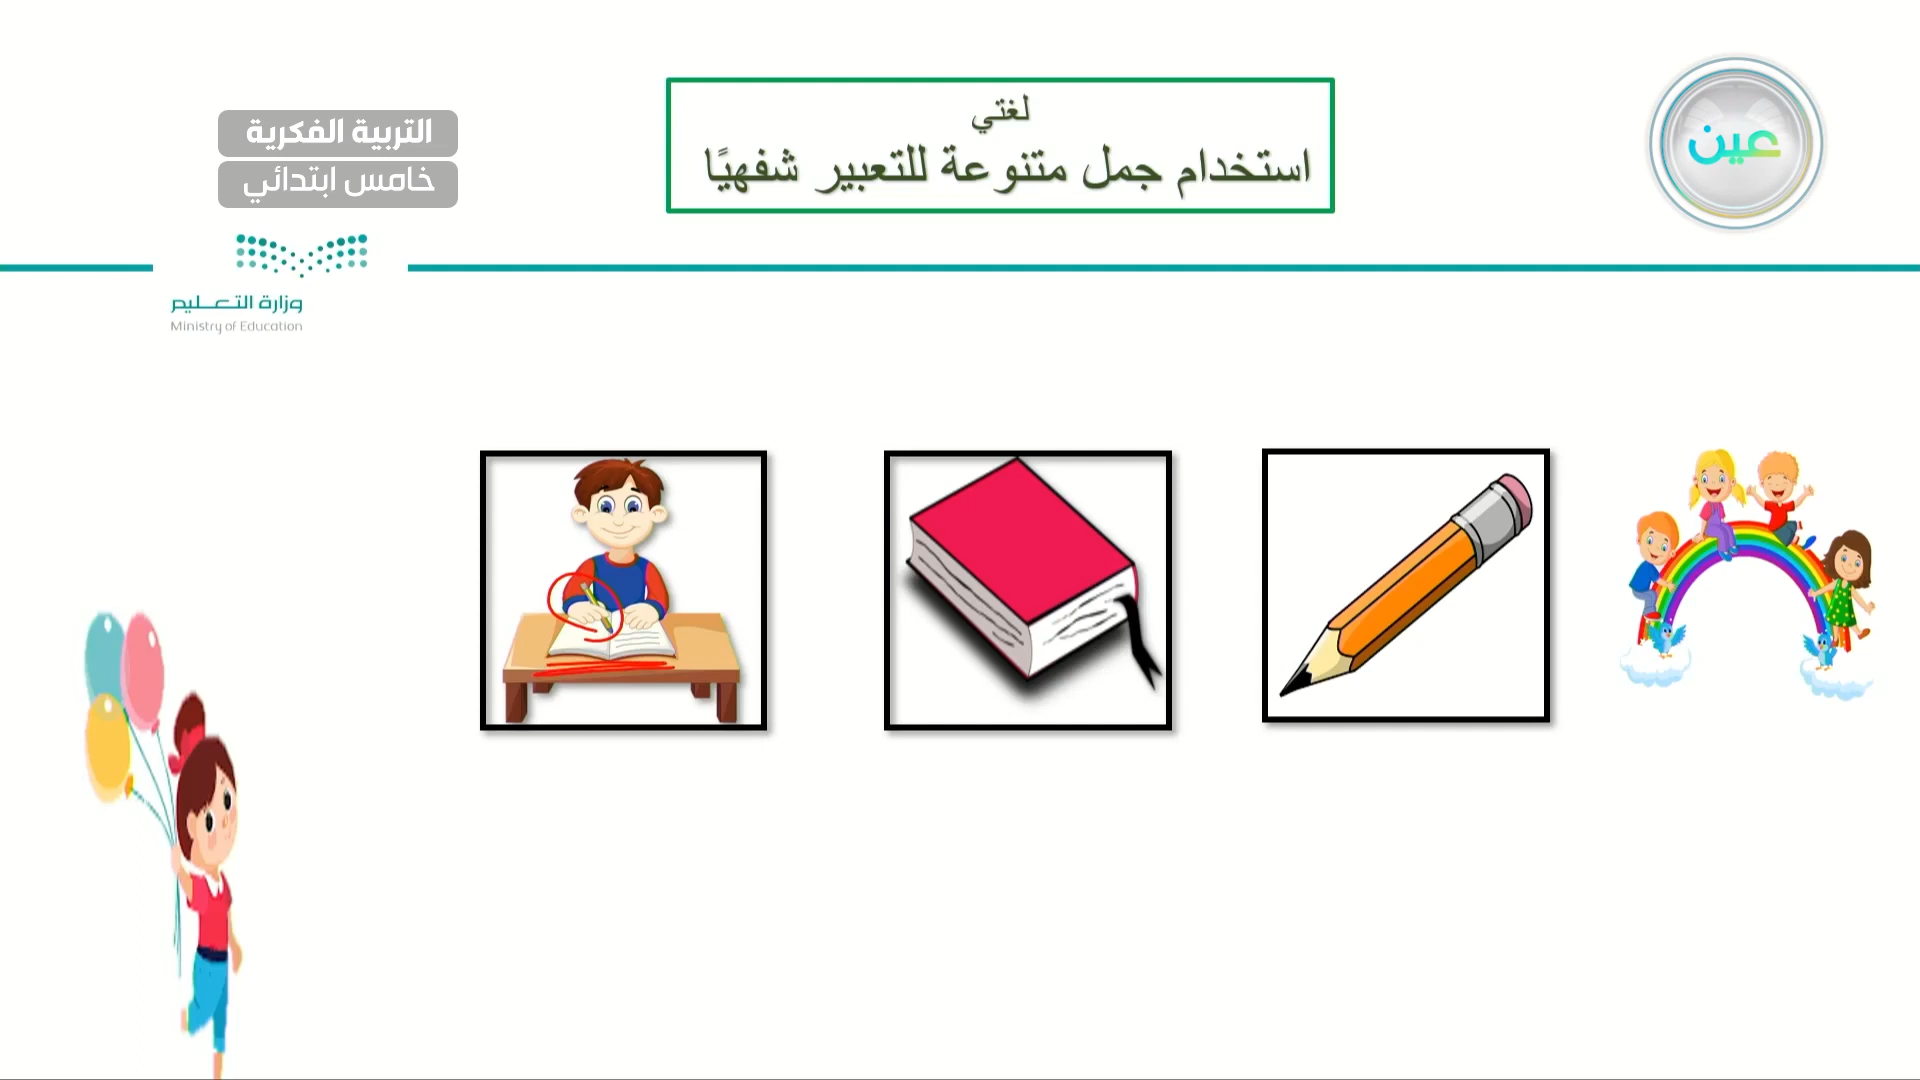 عين
لغتي
استخدام جمل متنوعة للتعبير شفهيًا
التربية الفكرية
خامس ابتدائي
وزارة التعليم
Ministry of Education